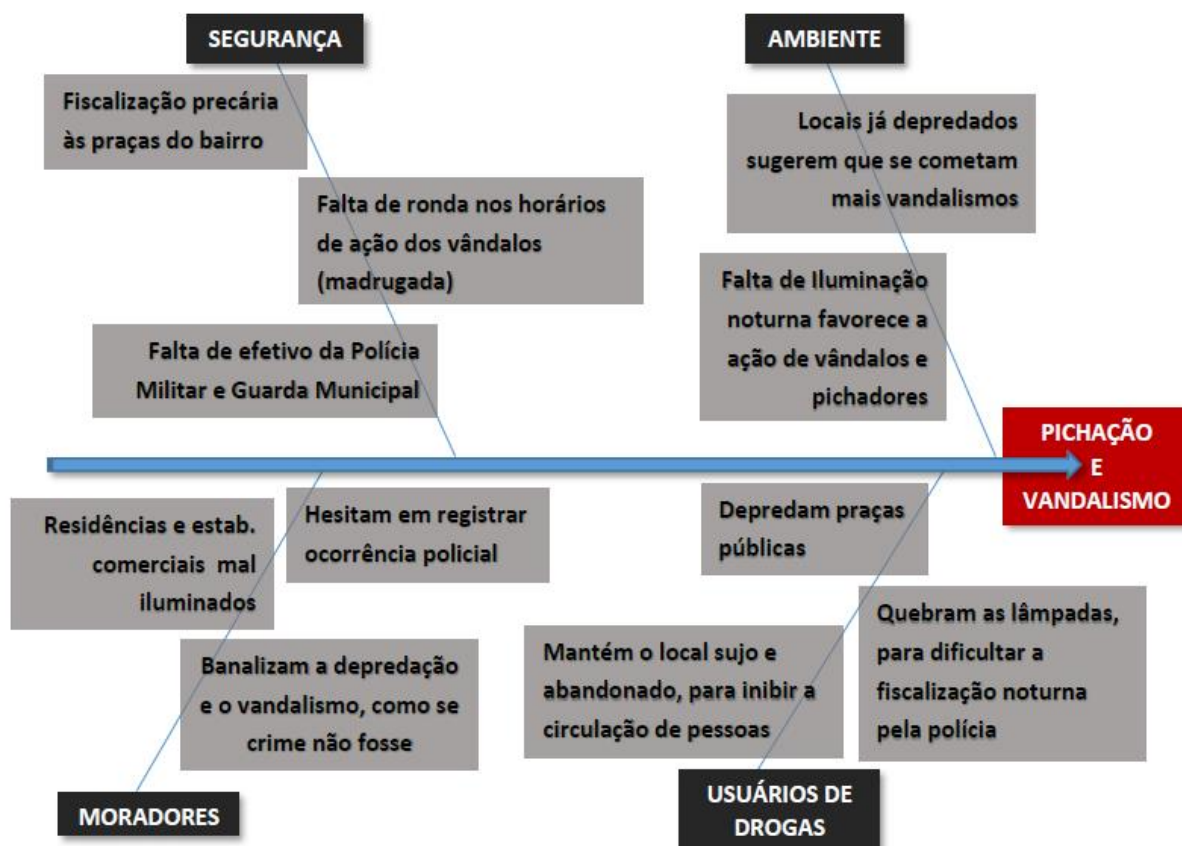 SEGURANÇA
Fiscalização precária
às praças do bairro
Falta de ronda nos horários
de ação dos vândalos
(madrugada)
Falta de efetivo da Polícia
Militar e Guarda Municipal
AMBIENTE
Locais já depredados
sugerem que se cometam
mais vandalismos
Falta de Iluminação
noturna favorece a
ação de vândalos e
pichadores
PICHAÇÃO
E
VANDALISMO
Residências e estab.
comerciais mal
iluminados
Hesitam em registrar
ocorrência policial
Banalizam a depredação
e o vandalismo, como se
crime não fosse
MORADORES
Depredam praças
públicas
Mantém o local sujo e
abandonado, para inibir a
circulação de pessoas
Quebram as lâmpadas,
para dificultar a
fiscalização noturna
pela polícia
USUÁRIOS DE
DROGAS